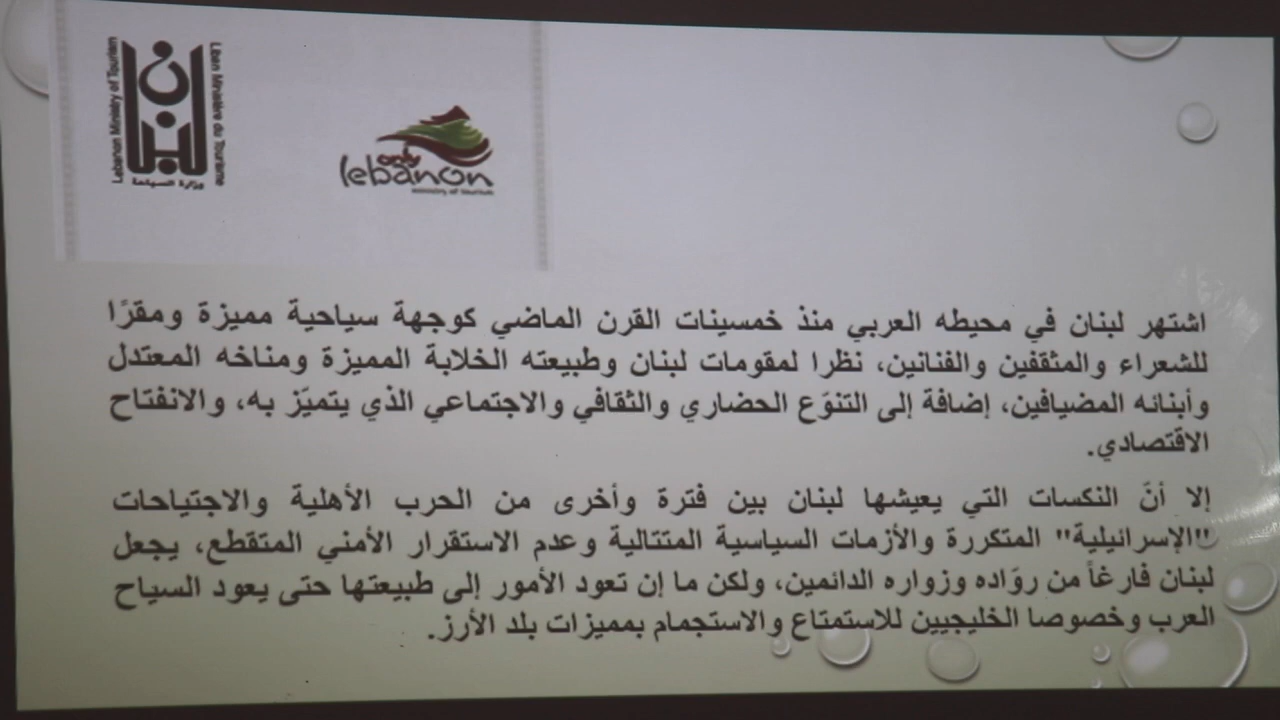 Lebanon Ministry of Tourism
لبنان
Liban Ministère du Tourisme
وزارة السياحة
only
lebanon
ministry of tourism
اشتهر لبنان في محيطه العربي منذ خمسينات القرن الماضي كوجهة سياحية مميزة ومقرًا
للشعراء والمثقفين والفنانين، نظرا لمقومات لبنان وطبيعته الخلابة المميزة ومناخه المعتدل
وأبنائه المضيافين، إضافة إلى التنوّع الحضاري والثقافي والاجتماعي الذي يتميّز به، والانفتاح
الاقتصادي.
إلا أنّ النكسات التي يعيشها لبنان بين فترة وأخرى من الحرب الأهلية والاجتياحات
"الإسرائيلية" المتكررة والأزمات السياسية المتتالية وعدم الاستقرار الأمني المتقطع، يجعل
لبنان فارغاً من روّاده وزواره الدائمين، ولكن ما إن تعود الأمور إلى طبيعتها حتى يعود السياح
العرب وخصوصا الخليجيين للاستمتاع والاستجمام بمميزات بلد الأرز.